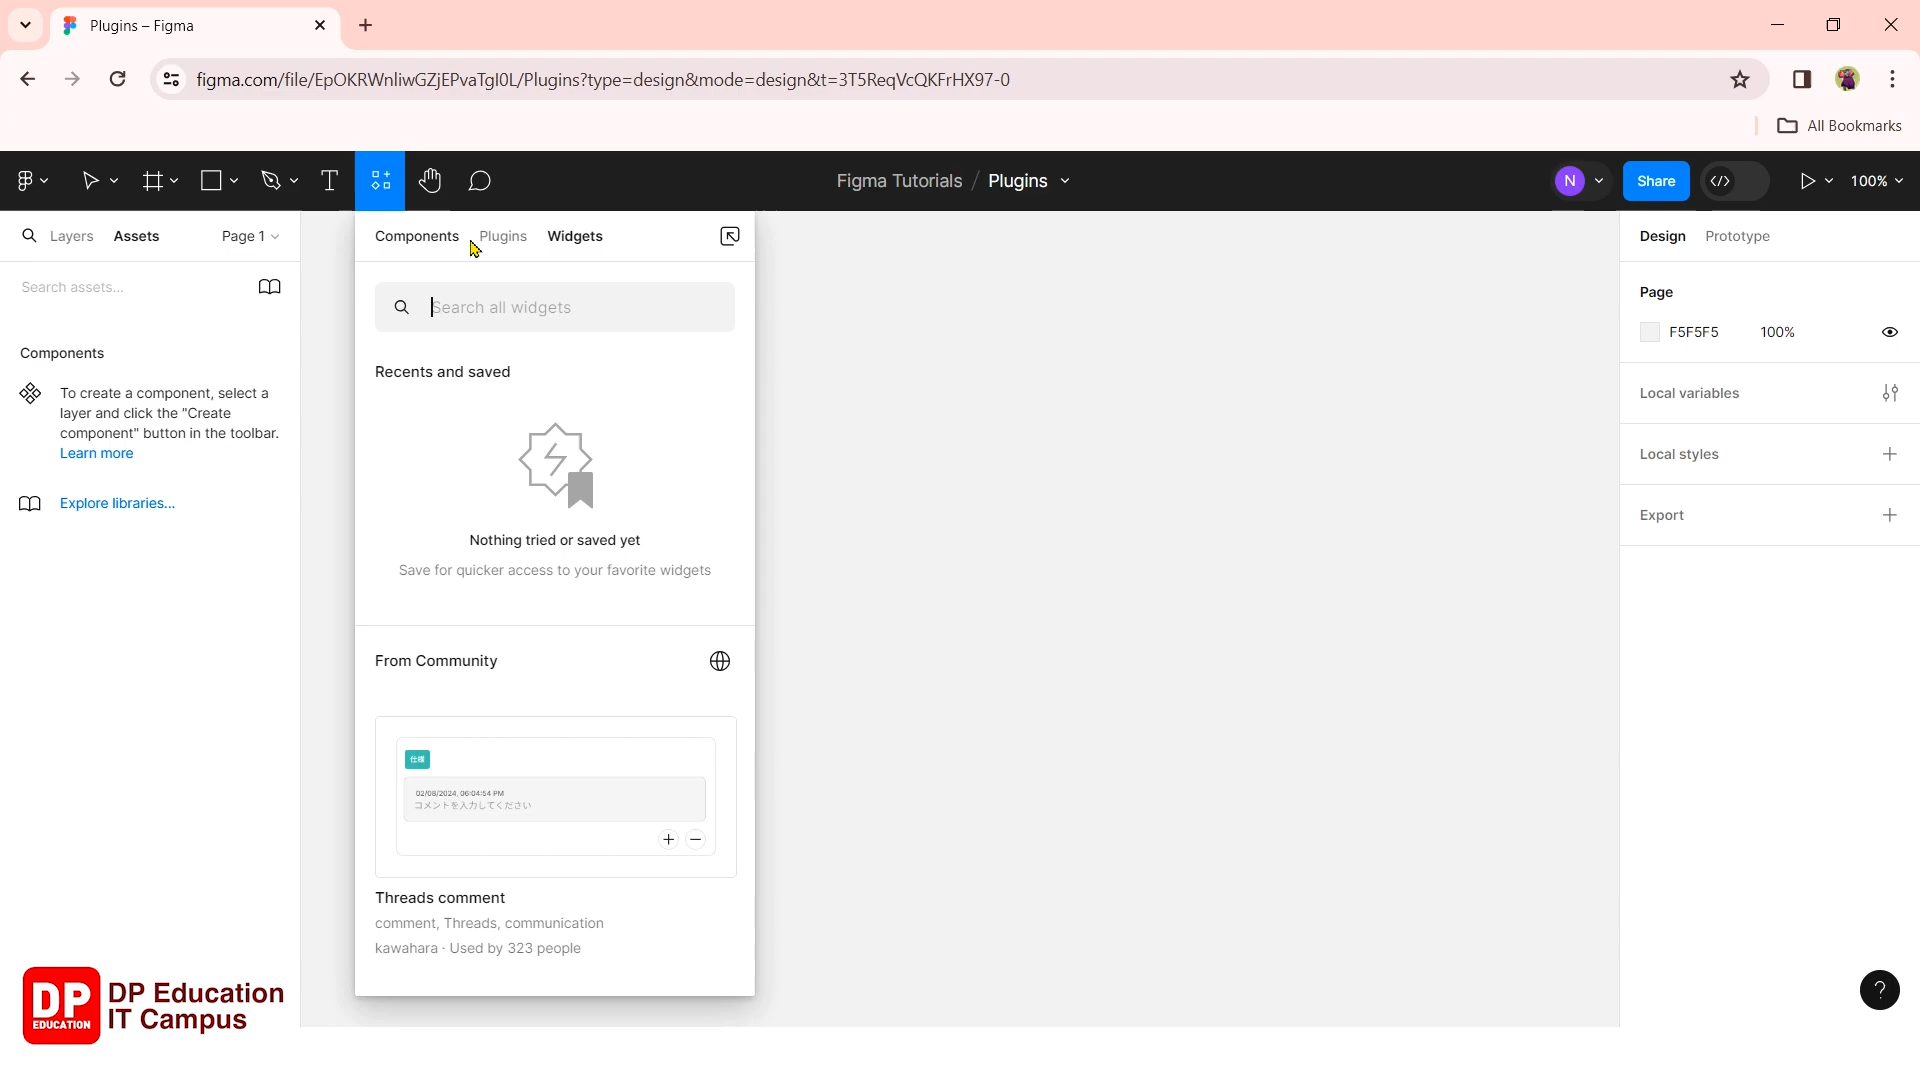 Plugins – Figma
figma.com/file/EpOKRWnliwGZjEPvaTgI0L/Plugins?type=design&mode=design&t=3T5ReqVcQKFrHX97-0
All Bookmarks
Figma Tutorials / Plugins
N
Share
100%
Layers
Assets
Page 1
Search assets...
Components
To create a component, select a
layer and click the "Create
component" button in the toolbar.
Learn more
Explore libraries...
Components
Plugins
Widgets
Search all widgets
Recents and saved
Nothing tried or saved yet
Save for quicker access to your favorite widgets
From Community
仕様
02/08/2024, 06:04:54 PM
コメントを入力してください
Threads comment
comment, Threads, communication
kawahara · Used by 323 people
Design
Prototype
Page
F5F5F5
100%
Local variables
Local styles
Export
?
DP
EDUCATION
DP Education
IT Campus